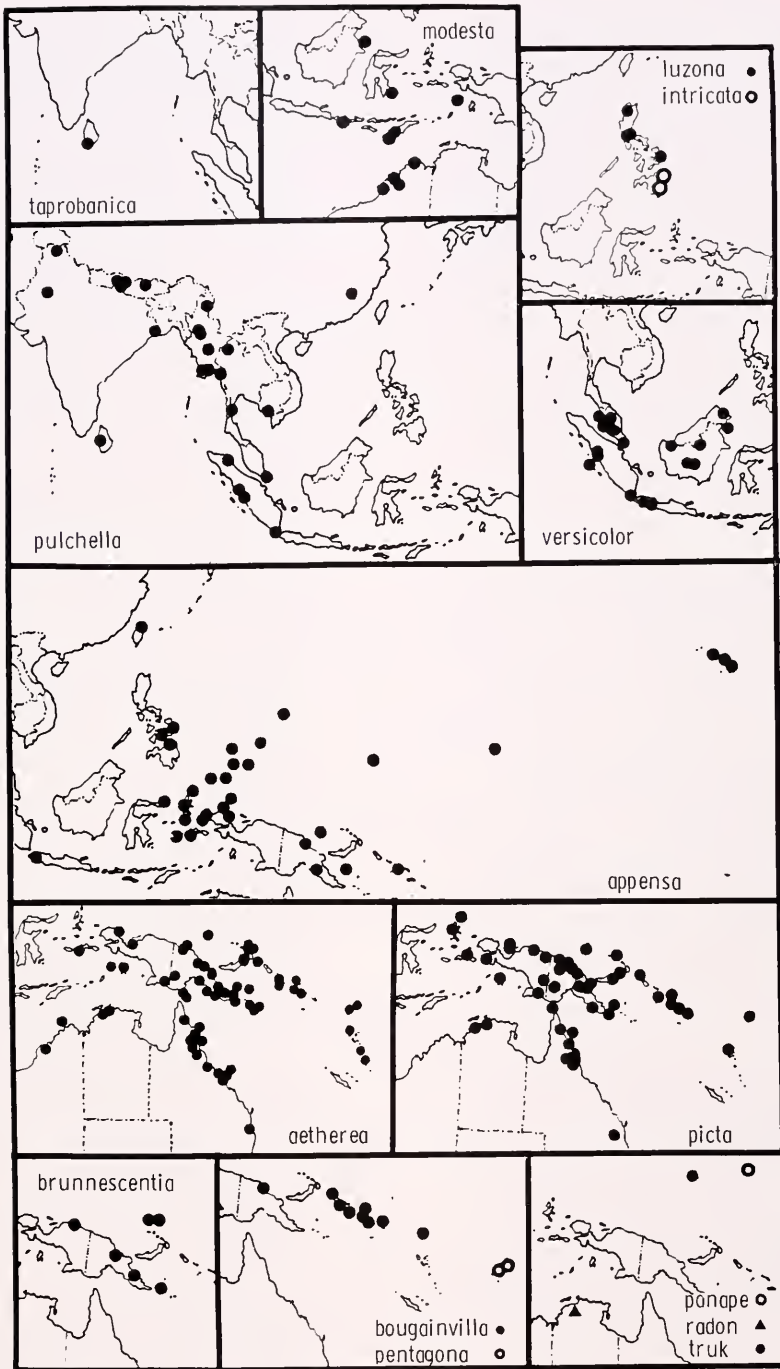 modesta
luzona
intricata
taprobanica
pulchella
versicolor
appensa
aetherea
picta
brunnescentia
bougainvilla
pentagona
panape
radon
truk